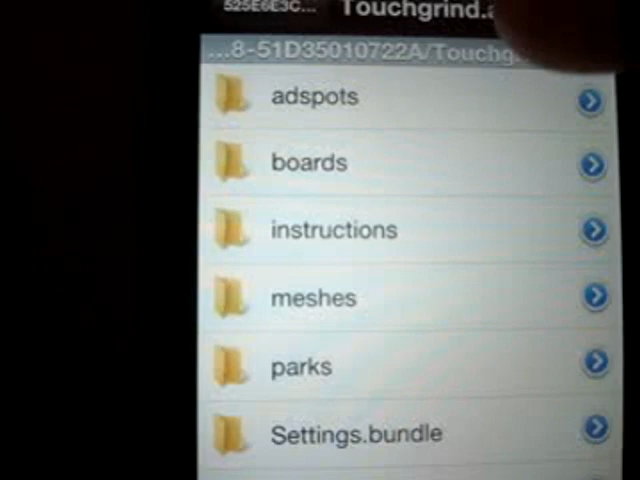 525E6E3C... Touchgrind.a
...8-51D35010722A/Touchg
adspots
boards
instructions
meshes
parks
Settings.bundle